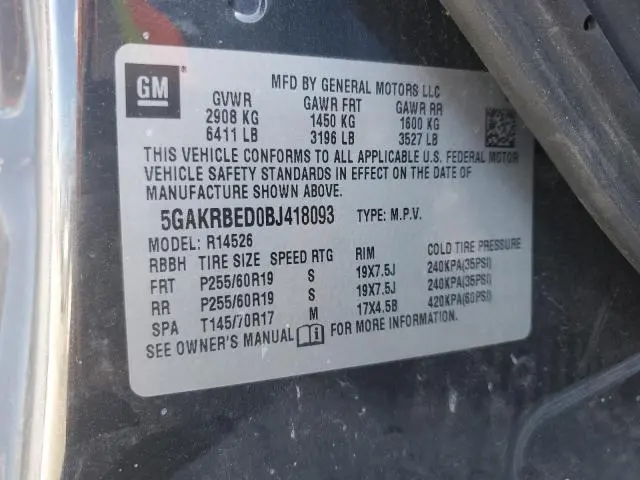 GM
MFD BY GENERAL MOTORS LLC
GVWR GAWR FRT GAWR RR
2908 KG 1450 KG 1600 KG
6411 LB 3196 LB 3527 LB
THIS VEHICLE CONFORMS TO ALL APPLICABLE U.S. FEDERAL MOTOR
VEHICLE SAFETY STANDARDS IN EFFECT ON THE DATE OF
MANUFACTURE SHOWN ABOVE.
5GAKRBED0BJ418093 TYPE: M.P.V.
MODEL: R14526
RBBH TIRE SIZE SPEED RTG RIM COLD TIRE PRESSURE
FRT P255/60R19 S 19X7.5J 240KPA(35PSI)
RR P255/60R19 S 19X7.5J 240KPA(35PSI)
SPA T145/70R17 M 17X4.5B 420KPA(60PSI)
SEE OWNER'S MANUAL FOR MORE INFORMATION.